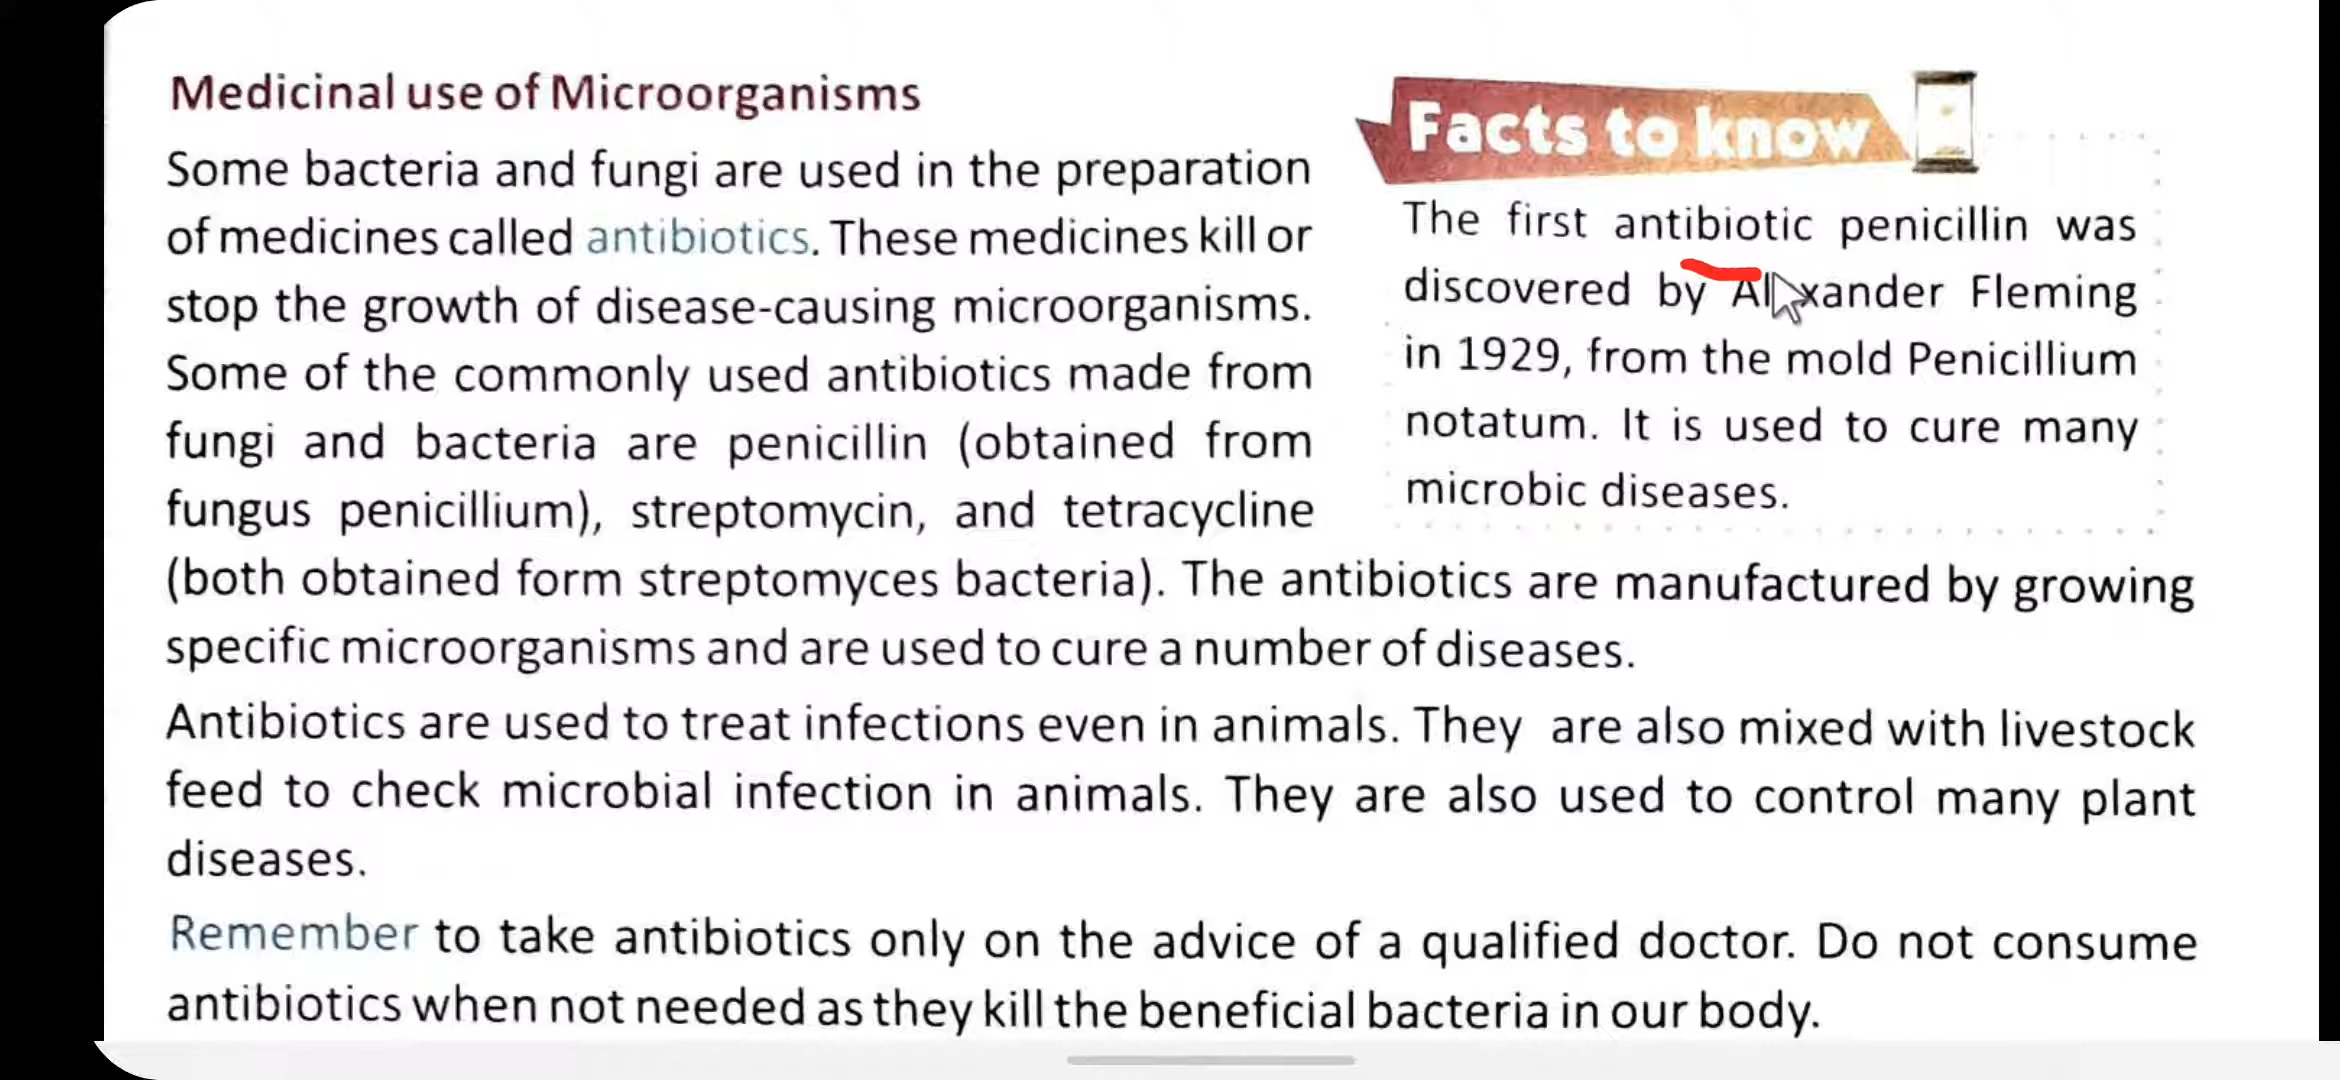 Medicinal use of Microorganisms
Some bacteria and fungi are used in the preparation
of medicines called antibiotics. These medicines kill or
stop the growth of disease-causing microorganisms.
Some of the commonly used antibiotics made from
fungi and bacteria are penicillin (obtained from
fungus penicillium), streptomycin, and tetracycline
(both obtained form streptomyces bacteria). The antibiotics are manufactured by growing
specific microorganisms and are used to cure a number of diseases.
Antibiotics are used to treat infections even in animals. They are also mixed with livestock
feed to check microbial infection in animals. They are also used to control many plant
diseases.
Remember to take antibiotics only on the advice of a qualified doctor. Do not consume
antibiotics when not needed as they kill the beneficial bacteria in our body.
Facts to know
The first antibiotic penicillin was
discovered by Alexander Fleming
in 1929, from the mold Penicillium
notatum. It is used to cure many
microbic diseases.